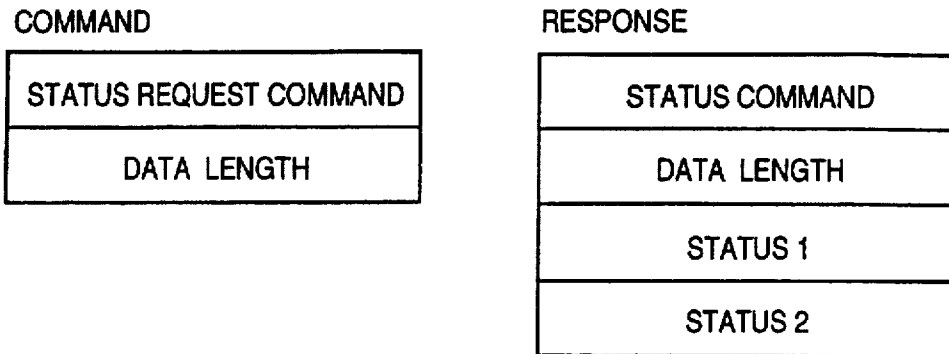 COMMAND
STATUS REQUEST COMMAND
DATA LENGTH
RESPONSE
STATUS COMMAND
DATA LENGTH
STATUS 1
STATUS 2